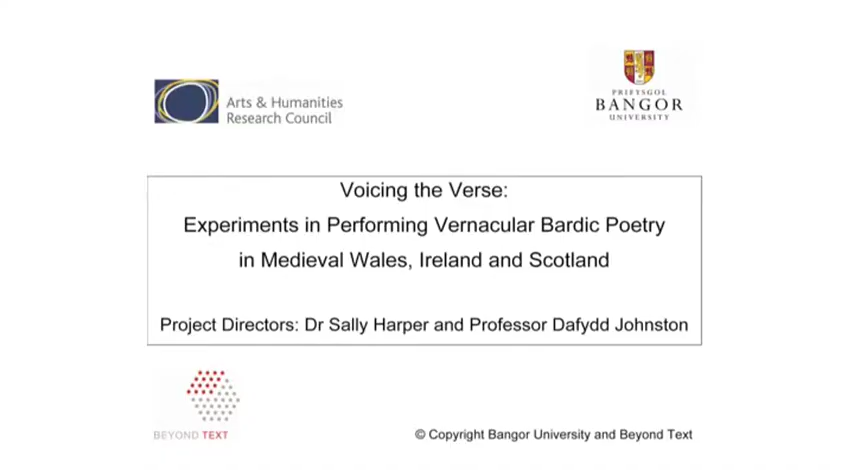 Arts & Humanities
Research Council
PRIFYSGOL
BANGOR
UNIVERSITY
Voicing the Verse:
Experiments in Performing Vernacular Bardic Poetry
in Medieval Wales, Ireland and Scotland
Project Directors: Dr Sally Harper and Professor Dafydd Johnston
BEYOND TEXT
© Copyright Bangor University and Beyond Text